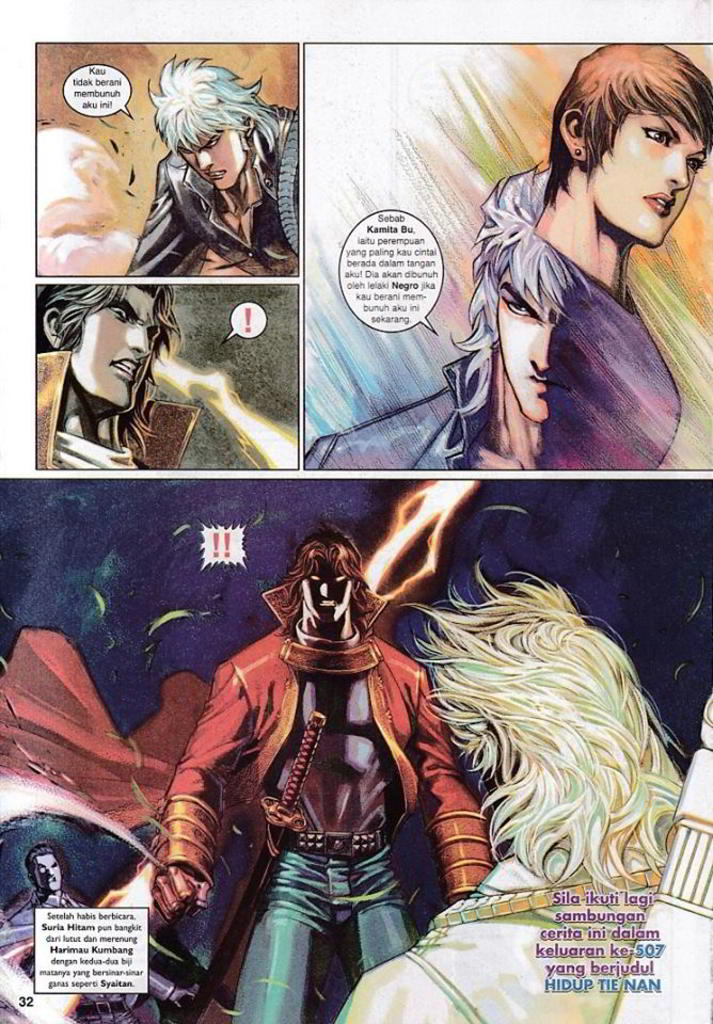 Kau
tidak berani
membunuh
aku ini!
Sebab
Kamita Bu,
iaitu perempuan
yang paling kau cintai
berada dalam tangan
aku! Dia akan dibunuh
oleh lelaki Negro jika
kau berani mem-
bunuh aku ini
sekarang.
!
!!
Setelah habis berbicara,
Suria Hitam pun bangkit
dari lutut dan merenung
Harimau Kumbang
dengan kedua-dua biji
matanya yang bersinar-sinar
ganas seperti Syaitan.
Sila ikuti lagi
sambungan
cerita ini dalam
keluaran ke-507
yang berjudul
HIDUP TIE NAN
32